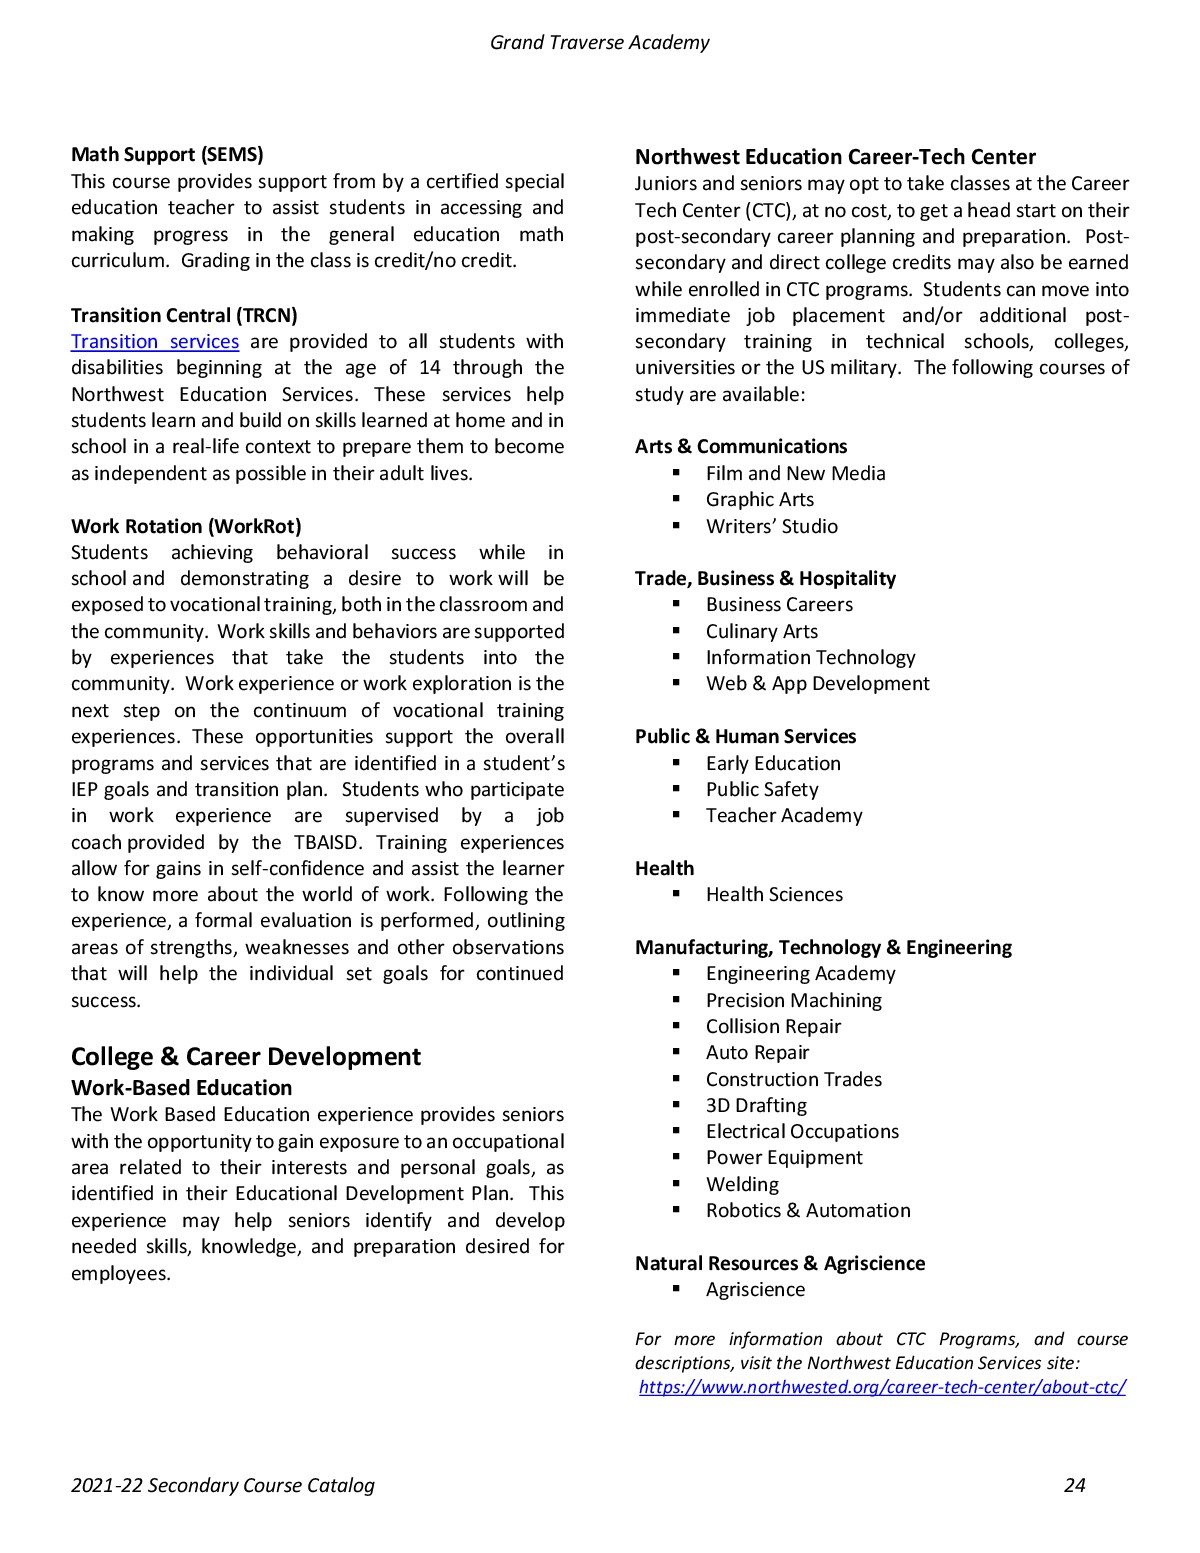 Grand Traverse Academy
Math Support (SEMS)
This course provides support from by a certified special
education teacher to assist students in accessing and
making progress in the general education math
curriculum.  Grading in the class is credit/no credit.
Transition Central (TRCN)
Transition services are provided to all students with
disabilities beginning at the age of 14 through the
Northwest Education Services. These services help
students learn and build on skills learned at home and in
school in a real-life context to prepare them to become
as independent as possible in their adult lives.
Work Rotation (WorkRot)
Students achieving behavioral success while in
school and demonstrating a desire to work will be
exposed to vocational training, both in the classroom and
the community.  Work skills and behaviors are supported
by experiences that take the students into the
community.  Work experience or work exploration is the
next step on the continuum of vocational training
experiences. These opportunities support the overall
programs and services that are identified in a student’s
IEP goals and transition plan.  Students who participate
in work experience are supervised by a job
coach provided by the TBAISD. Training experiences
allow for gains in self-confidence and assist the learner
to know more about the world of work. Following the
experience, a formal evaluation is performed, outlining
areas of strengths, weaknesses and other observations
that will help the individual set goals for continued
success.
College & Career Development
Work-Based Education
The Work Based Education experience provides seniors
with the opportunity to gain exposure to an occupational
area related to their interests and personal goals, as
identified in their Educational Development Plan.  This
experience may help seniors identify and develop
needed skills, knowledge, and preparation desired for
employees.
Northwest Education Career-Tech Center
Juniors and seniors may opt to take classes at the Career
Tech Center (CTC), at no cost, to get a head start on their
post-secondary career planning and preparation.  Post-
secondary and direct college credits may also be earned
while enrolled in CTC programs.  Students can move into
immediate job placement and/or additional post-
secondary training in technical schools, colleges,
universities or the US military.  The following courses of
study are available:
Arts & Communications
▪ Film and New Media
▪ Graphic Arts
▪ Writers’ Studio
Trade, Business & Hospitality
▪ Business Careers
▪ Culinary Arts
▪ Information Technology
▪ Web & App Development
Public & Human Services
▪ Early Education
▪ Public Safety
▪ Teacher Academy
Health
▪ Health Sciences
Manufacturing, Technology & Engineering
▪ Engineering Academy
▪ Precision Machining
▪ Collision Repair
▪ Auto Repair
▪ Construction Trades
▪ 3D Drafting
▪ Electrical Occupations
▪ Power Equipment
▪ Welding
▪ Robotics & Automation
Natural Resources & Agriscience
▪ Agriscience
For more information about CTC Programs, and course
descriptions, visit the Northwest Education Services site:
https://www.northwested.org/career-tech-center/about-ctc/
2021-22 Secondary Course Catalog 24